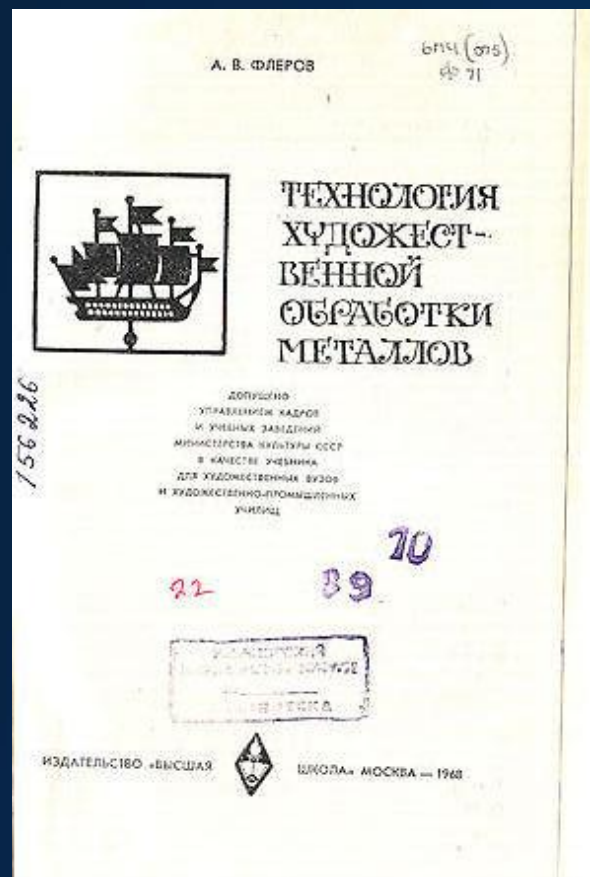 А. В. ФЛЕРОВ
6П4 (075)
Ф 71
ТЕХНОЛОГИЯ
ХУДОЖЕСТ-
ВЕННОЙ
ОБРАБОТКИ
МЕТАЛЛОВ
ДОПУЩЕНО
УПРАВЛЕНИЕМ КАДРОВ
И УЧЕБНЫХ ЗАВЕДЕНИЙ
МИНИСТЕРСТВА КУЛЬТУРЫ СССР
В КАЧЕСТВЕ УЧЕБНИКА
ДЛЯ ХУДОЖЕСТВЕННЫХ ВУЗОВ
И ХУДОЖЕСТВЕННО-ПРОМЫШЛЕННЫХ
УЧИЛИЩ
156226
10
22
39
ИЗДАТЕЛЬСТВО «ВЫСШАЯ ШКОЛА» МОСКВА — 1968